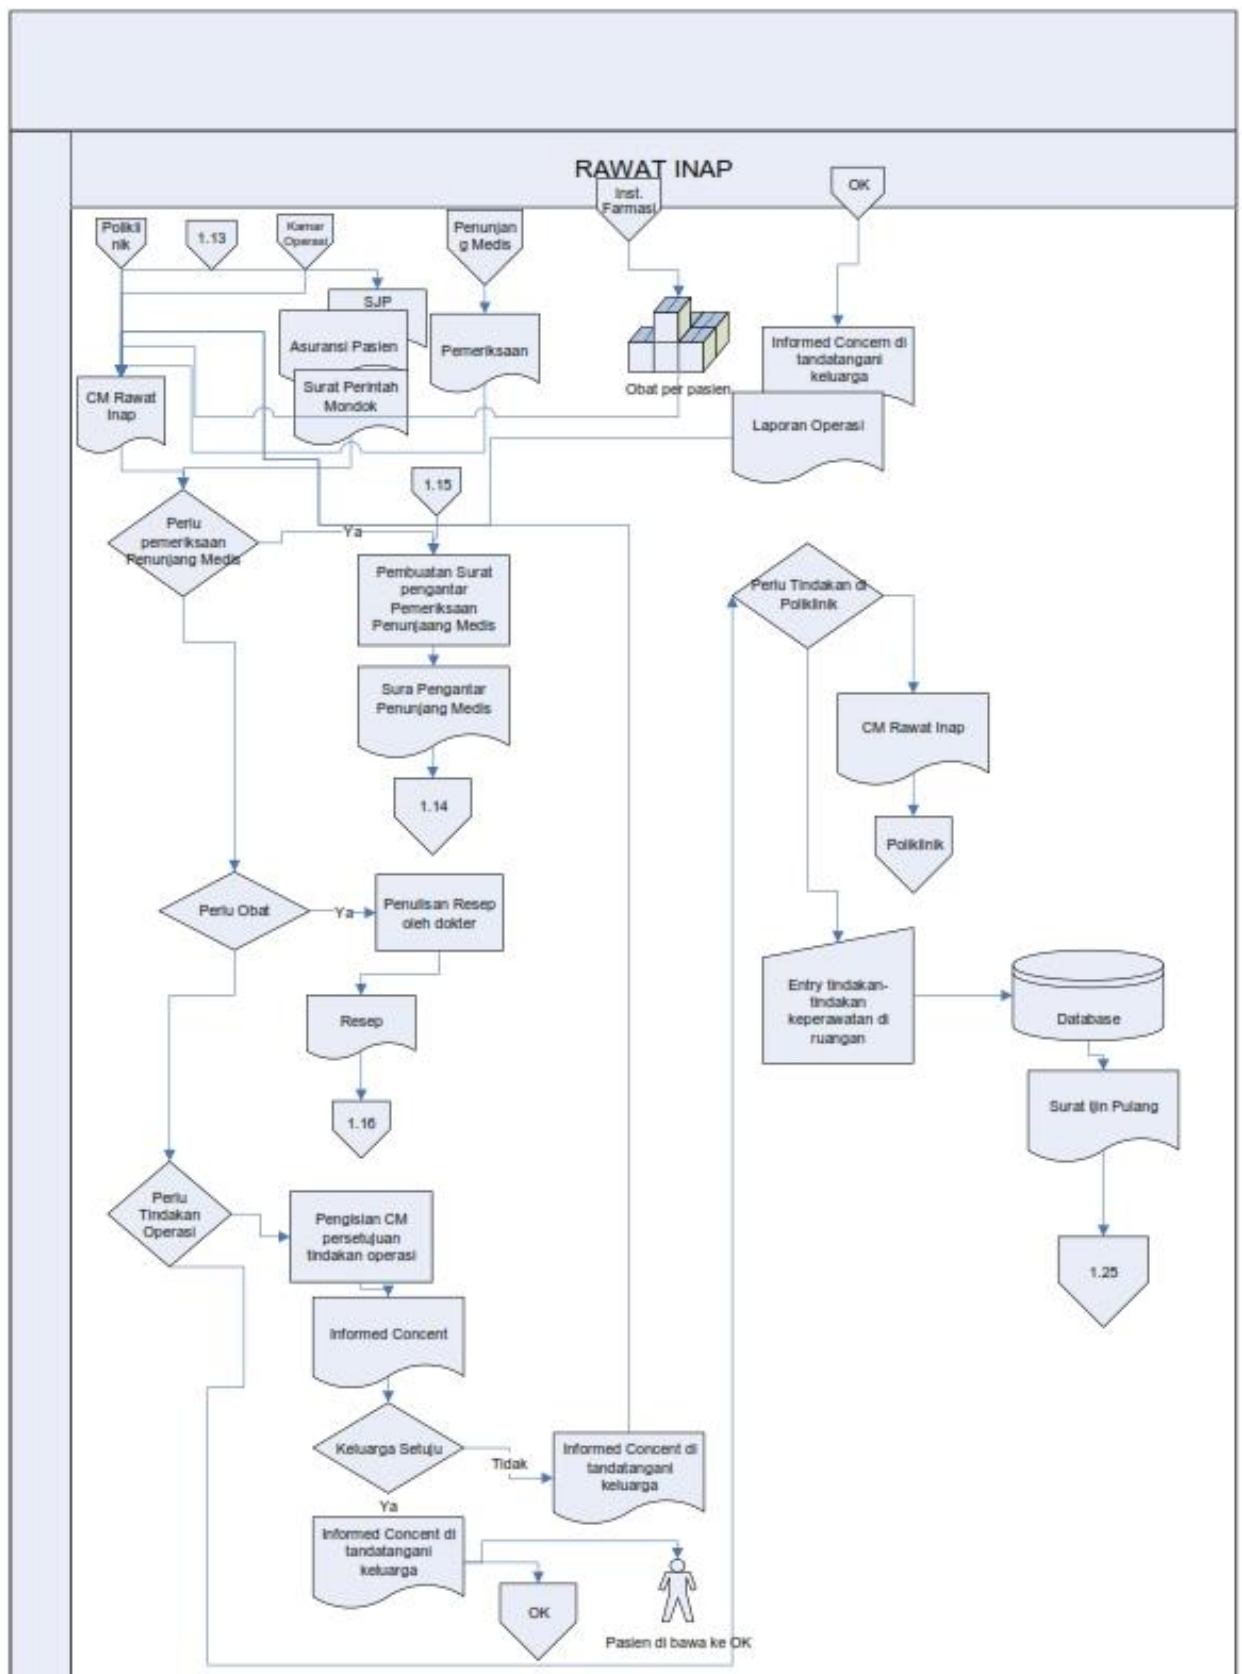 RAWAT INAP
Polikli
nik
1.13
Kamar
Operasi
Penunjan
g Medis
Inst.
Farmasi
OK
SJP
Asuransi Pasien
Surat Perintah
Mondok
Pemeriksaan
Obat per pasien
Informed Concern di
tandatangani
keluarga
Laporan Operasi
CM Rawat
Inap
1.15
Perlu
pemeriksaan
Penunjang Medis
Ya
Pembuatan Surat
pengantar
Pemeriksaan
Penunjaang Medis
Sura Pengantar
Penunjang Medis
1.14
Perlu Tindakan di
Poliklinik
CM Rawat Inap
Poliklinik
Perlu Obat
Ya
Penulisan Resep
oleh dokter
Resep
1.16
Entry tindakan-
tindakan
keperawatan di
ruangan
Database
Surat Ijin Pulang
1.25
Perlu
Tindakan
Operasi
Pengisian CM
persetujuan
tindakan operasi
Informed Concent
Keluarga Setuju
Tidak
Informed Concent di
tandatangani
keluarga
Ya
Informed Concent di
tandatangani
keluarga
OK
Pasien di bawa ke OK